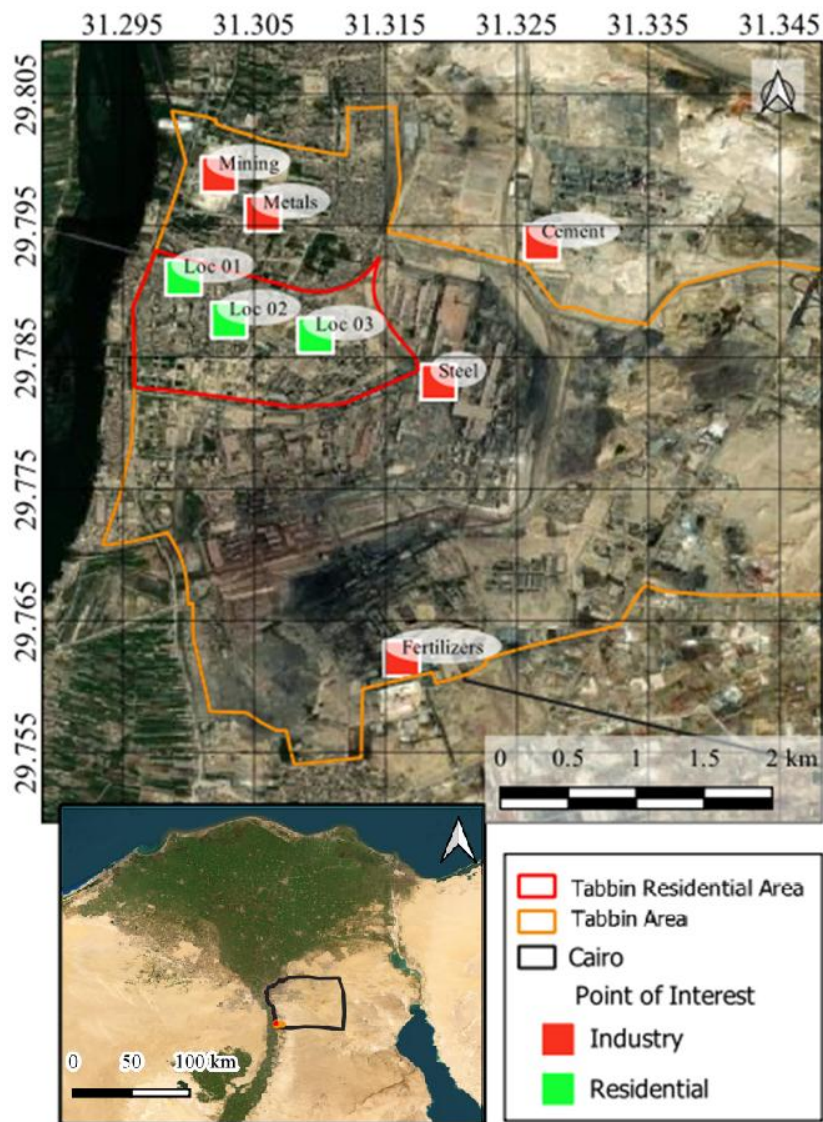 31.295 31.305 31.315 31.325 31.335 31.345
29.805
29.795
29.785
29.775
29.765
29.755
Mining
Metals
Cement
Loc 01
Loc 02
Loc 03
Steel
Fertilizers
0 0.5 1 1.5 2 km
0 50 100 km
Tabbin Residential Area
Tabbin Area
Cairo
Point of Interest
Industry
Residential